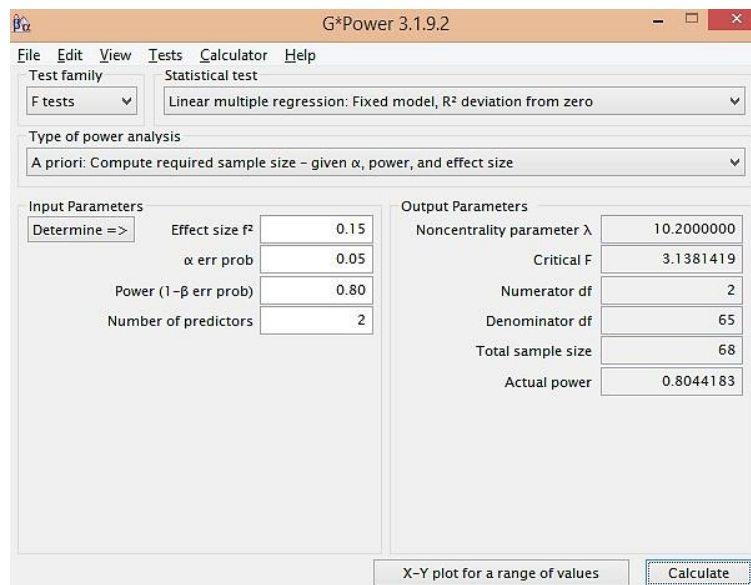 G*Power 3.1.9.2
File Edit View Tests Calculator Help
Test family
Statistical test
F tests
Linear multiple regression: Fixed model, R² deviation from zero
Type of power analysis
A priori: Compute required sample size – given α, power, and effect size
Input Parameters
Determine =>
Effect size f² 0.15
α err prob 0.05
Power (1-β err prob) 0.80
Number of predictors 2
Output Parameters
Noncentrality parameter λ 10.2000000
Critical F 3.1381419
Numerator df 2
Denominator df 65
Total sample size 68
Actual power 0.8044183
X-Y plot for a range of values
Calculate